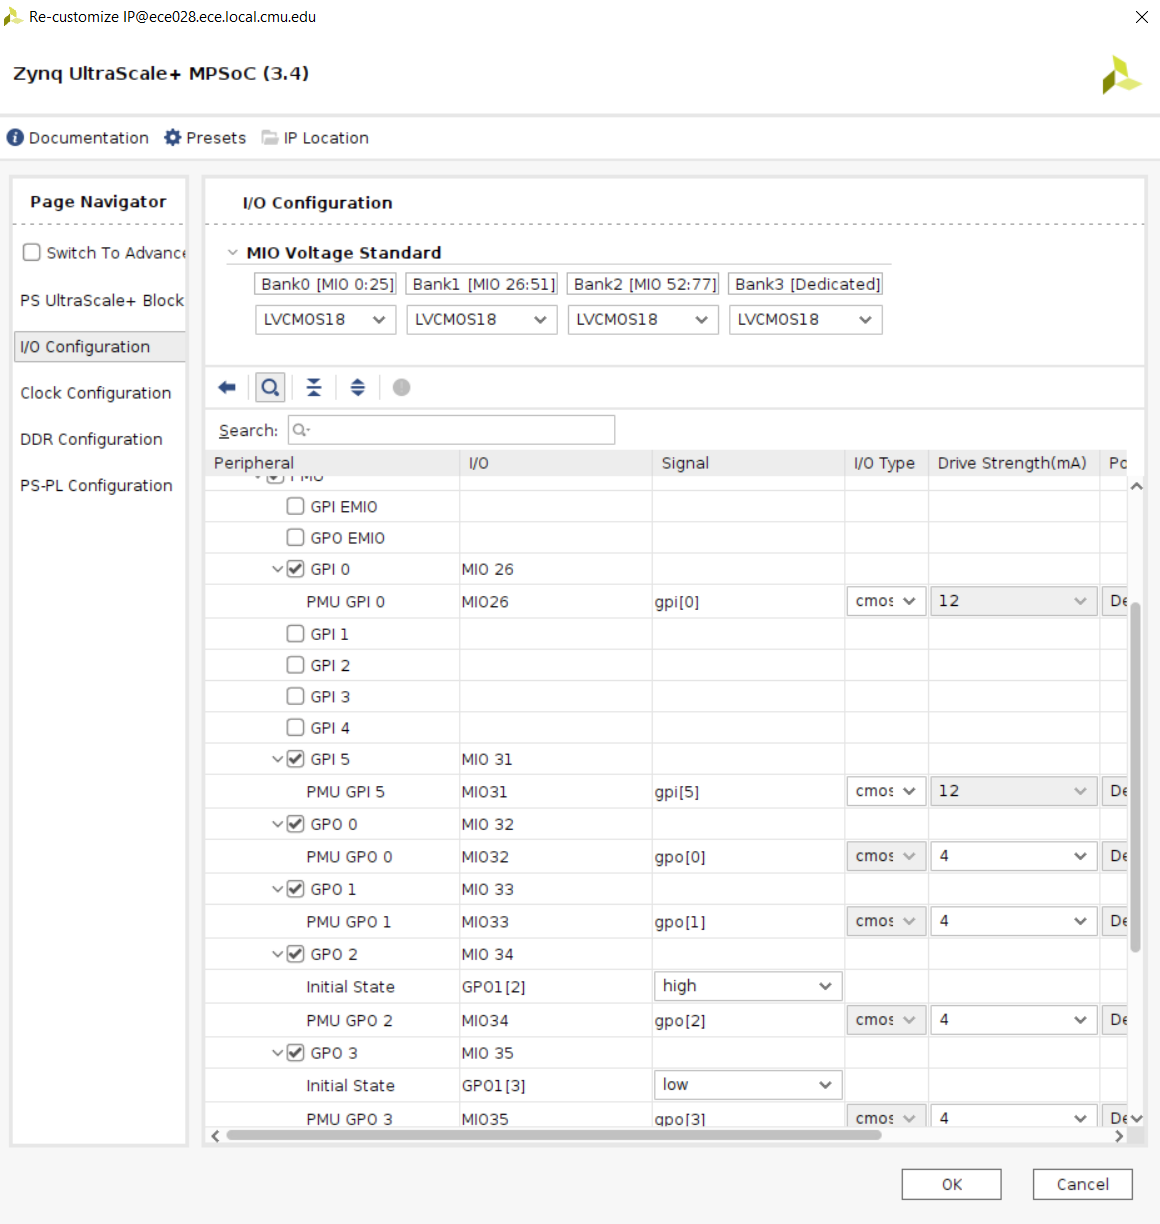 Re-customize IP@ece028.ece.local.cmu.edu
Zynq UltraScale+ MPSoC (3.4)
Documentation Presets IP Location
Page Navigator
Switch To Advance
PS UltraScale+ Block
I/O Configuration
Clock Configuration
DDR Configuration
PS-PL Configuration
I/O Configuration
MIO Voltage Standard
Bank0 [MIO 0:25] Bank1 [MIO 26:51] Bank2 [MIO 52:77] Bank3 [Dedicated]
LVCMOS18 LVCMOS18 LVCMOS18 LVCMOS18
Search:
Peripheral I/O Signal I/O Type Drive Strength(mA) Po
PMU
GPI EMIO
GPO EMIO
GPI 0 MIO 26
PMU GPI 0 MIO26 gpi[0] cmos 12 De
GPI 1
GPI 2
GPI 3
GPI 4
GPI 5 MIO 31
PMU GPI 5 MIO31 gpi[5] cmos 12 De
GPO 0 MIO 32
PMU GPO 0 MIO32 gpo[0] cmos 4 De
GPO 1 MIO 33
PMU GPO 1 MIO33 gpo[1] cmos 4 De
GPO 2 MIO 34
Initial State GPO1[2] high
PMU GPO 2 MIO34 gpo[2] cmos 4 De
GPO 3 MIO 35
Initial State GPO1[3] low
PMU GPO 3 MIO35 gpo[3] cmos 4 De
OK Cancel